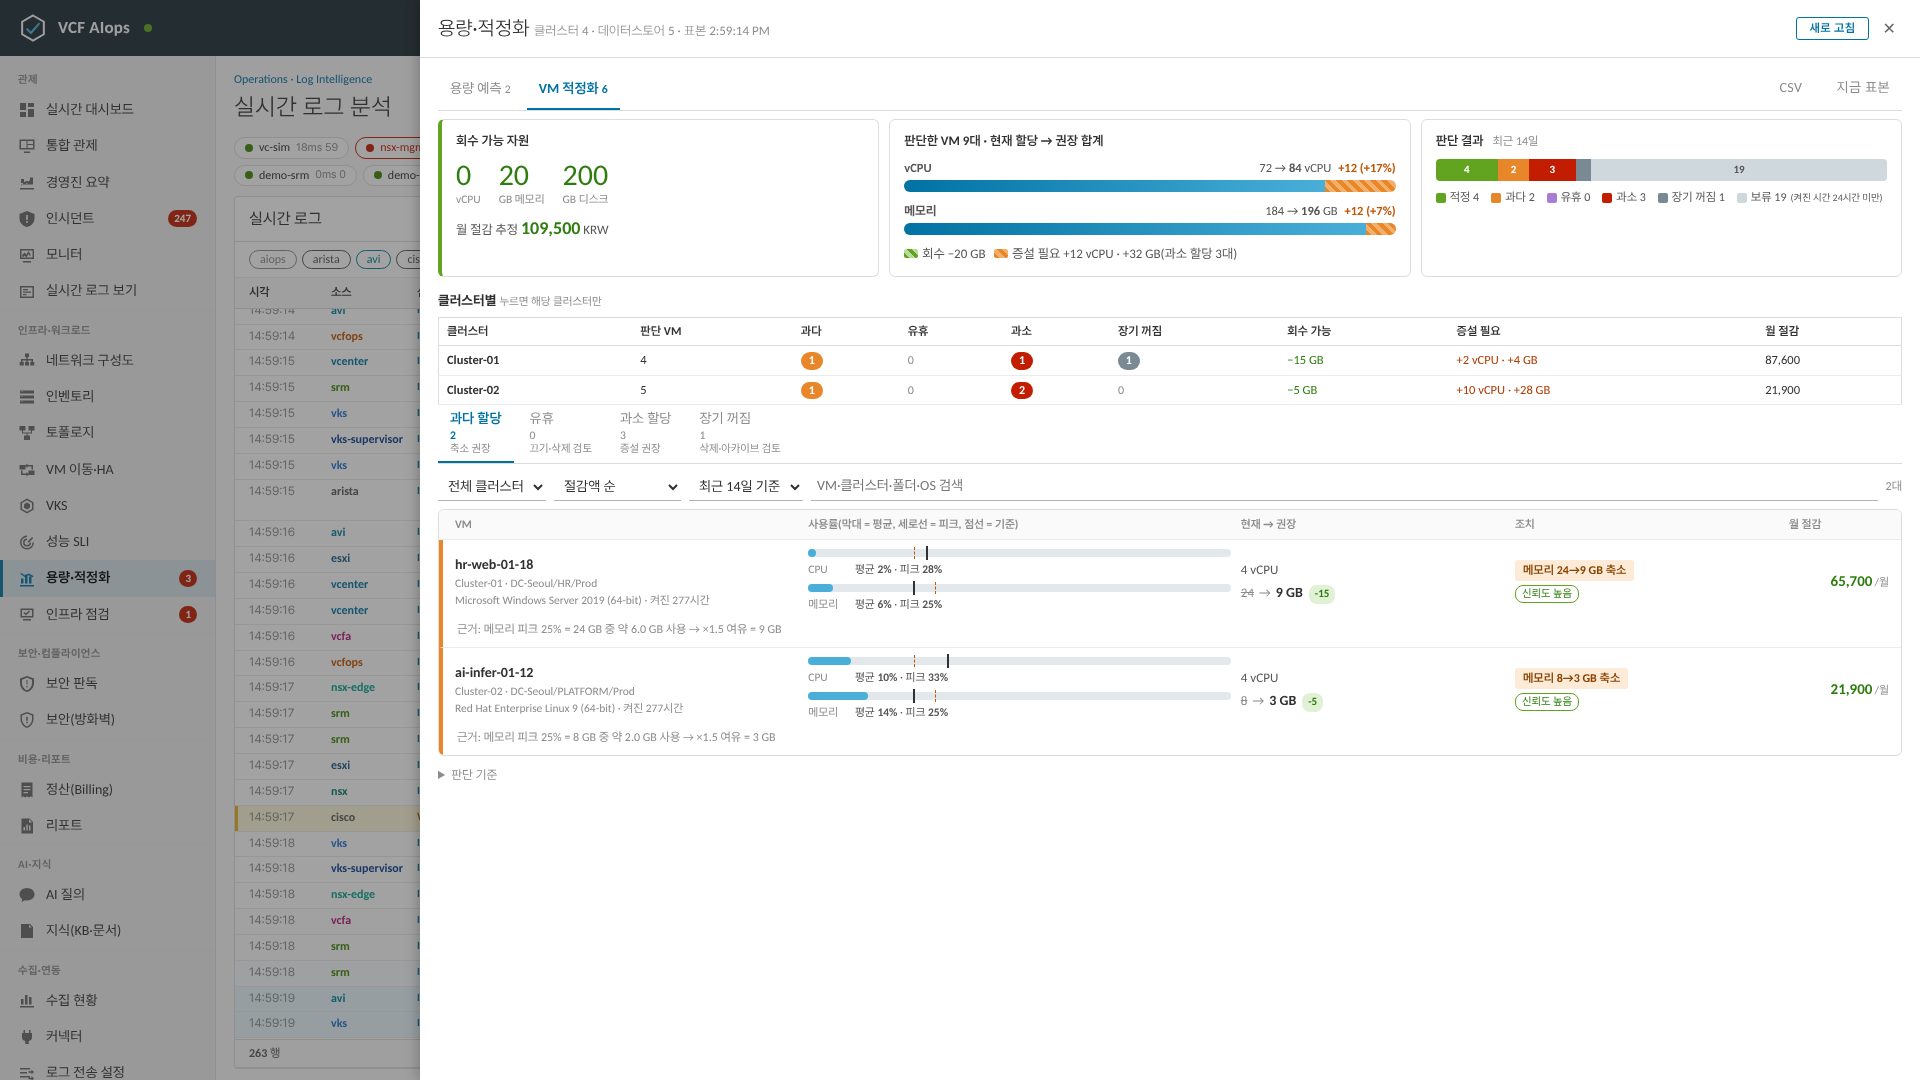 VCF AIops
관제
실시간 대시보드
통합 관제
경영진 요약
인시던트 247
모니터
실시간 로그 보기
인프라·워크로드
네트워크 구성도
인벤토리
토폴로지
VM 이동·HA
VKS
성능 SLI
용량·적정화 3
인프라 점검 1
보안·컴플라이언스
보안 판독
보안(방화벽)
비용·리포트
정산(Billing)
리포트
AI·지식
AI 질의
지식(KB·문서)
수집·연동
수집 현황
커넥터
로그 전송 설정
Operations · Log Intelligence
실시간 로그 분석
vc-sim 18ms 59
demo-srm 0ms 0
실시간 로그
aiops arista avi
시각 소스
14:59:14 avi
14:59:14 vcfops
14:59:15 vcenter
14:59:15 srm
14:59:15 vks
14:59:15 vks-supervisor
14:59:15 vks
14:59:15 arista
14:59:16 avi
14:59:16 esxi
14:59:16 vcenter
14:59:16 vcenter
14:59:16 vcfa
14:59:16 vcfops
14:59:17 nsx-edge
14:59:17 srm
14:59:17 srm
14:59:17 esxi
14:59:17 nsx
14:59:17 cisco
14:59:18 vks
14:59:18 vks-supervisor
14:59:18 nsx-edge
14:59:18 vcfa
14:59:18 srm
14:59:18 srm
14:59:19 avi
14:59:19 vks
263 행
용량·적정화 클러스터 4 · 데이터스토어 5 · 표본 2:59:14 PM
새로 고침 ×
용량 예측 2 VM 적정화 6
CSV 지금 표본
회수 가능 자원
0 20 200
vCPU GB 메모리 GB 디스크
월 절감 추정 109,500 KRW
판단한 VM 9대 · 현재 할당 → 권장 합계
vCPU 72 → 84 vCPU +12 (+17%)
메모리 184 → 196 GB +12 (+7%)
회수 −20 GB 증설 필요 +12 vCPU · +32 GB(과소 할당 3대)
판단 결과 최근 14일
4 2 3 19
적정 4 과다 2 유휴 0 과소 3 장기 꺼짐 1 보류 19 (켜진 시간 24시간 미만)
클러스터별 누르면 해당 클러스터만
클러스터 판단 VM 과다 유휴 과소 장기 꺼짐 회수 가능 증설 필요 월 절감
Cluster-01 4 1 0 1 1 −15 GB +2 vCPU · +4 GB 87,600
Cluster-02 5 1 0 2 0 −5 GB +10 vCPU · +28 GB 21,900
과다 할당 유휴 과소 할당 장기 꺼짐
2 0 3 1
축소 권장 끄기·삭제 검토 증설 권장 삭제·아카이브 검토
전체 클러스터 절감액 순 최근 14일 기준 VM·클러스터·폴더·OS 검색 2대
VM 사용률(막대 = 평균, 세로선 = 피크, 점선 = 기준) 현재 → 권장 조치 월 절감
hr-web-01-18
Cluster-01 · DC-Seoul/HR/Prod
Microsoft Windows Server 2019 (64-bit) · 켜진 277시간
CPU 평균 2% · 피크 28%
메모리 평균 6% · 피크 25%
4 vCPU
24 → 9 GB -15
메모리 24→9 GB 축소
신뢰도 높음
65,700 /월
근거: 메모리 피크 25% = 24 GB 중 약 6.0 GB 사용 → ×1.5 여유 = 9 GB
ai-infer-01-12
Cluster-02 · DC-Seoul/PLATFORM/Prod
Red Hat Enterprise Linux 9 (64-bit) · 켜진 277시간
CPU 평균 10% · 피크 33%
메모리 평균 14% · 피크 25%
4 vCPU
8 → 3 GB -5
메모리 8→3 GB 축소
신뢰도 높음
21,900 /월
근거: 메모리 피크 25% = 8 GB 중 약 2.0 GB 사용 → ×1.5 여유 = 3 GB
판단 기준